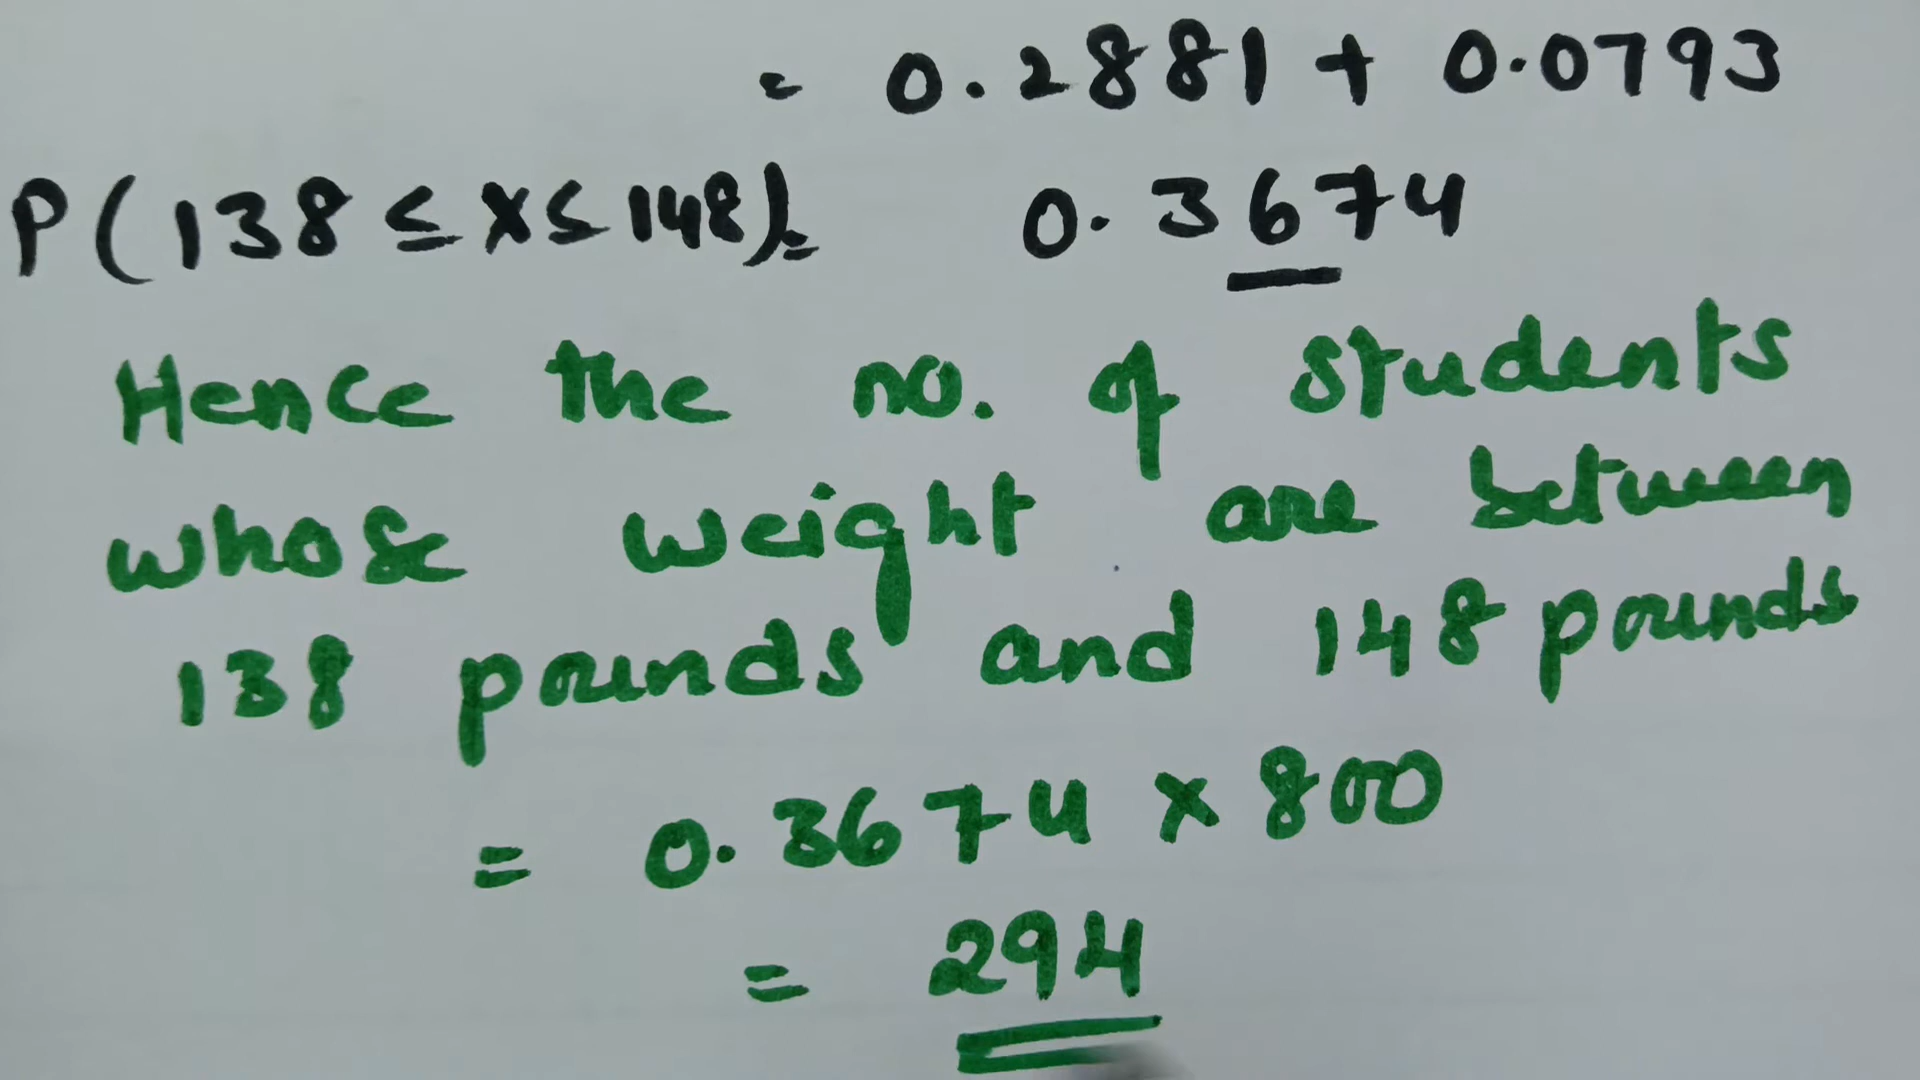 = 0.2881 + 0.0793
P(138 ≤ x ≤ 148) = 0.3674
Hence the no. of students
whose weight are between
138 pounds and 148 pounds
= 0.3674 × 800
= 294